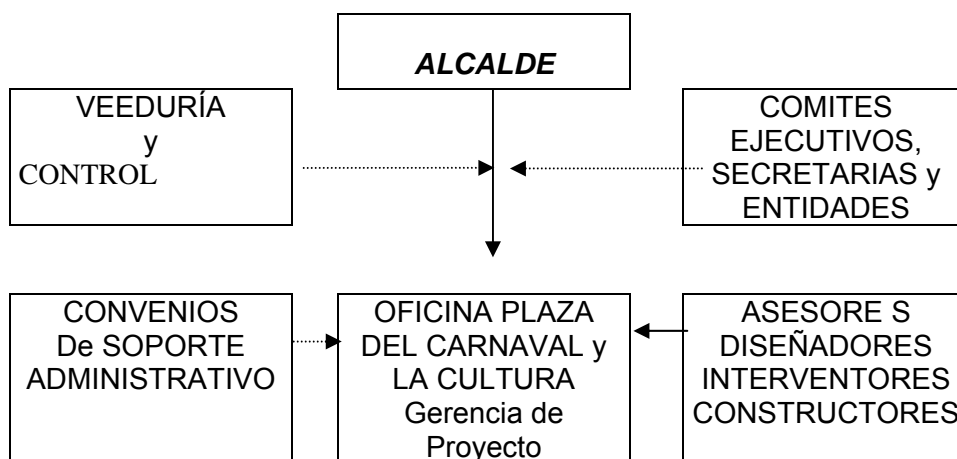 ALCALDE
VEEDURÍA
y
CONTROL
COMITES
EJECUTIVOS,
SECRETARIAS y
ENTIDADES
CONVENIOS
De SOPORTE
ADMINISTRATIVO
OFICINA PLAZA
DEL CARNAVAL y
LA CULTURA
Gerencia de
Proyecto
ASESORE S
DISEÑADORES
INTERVENTORES
CONSTRUCTORES